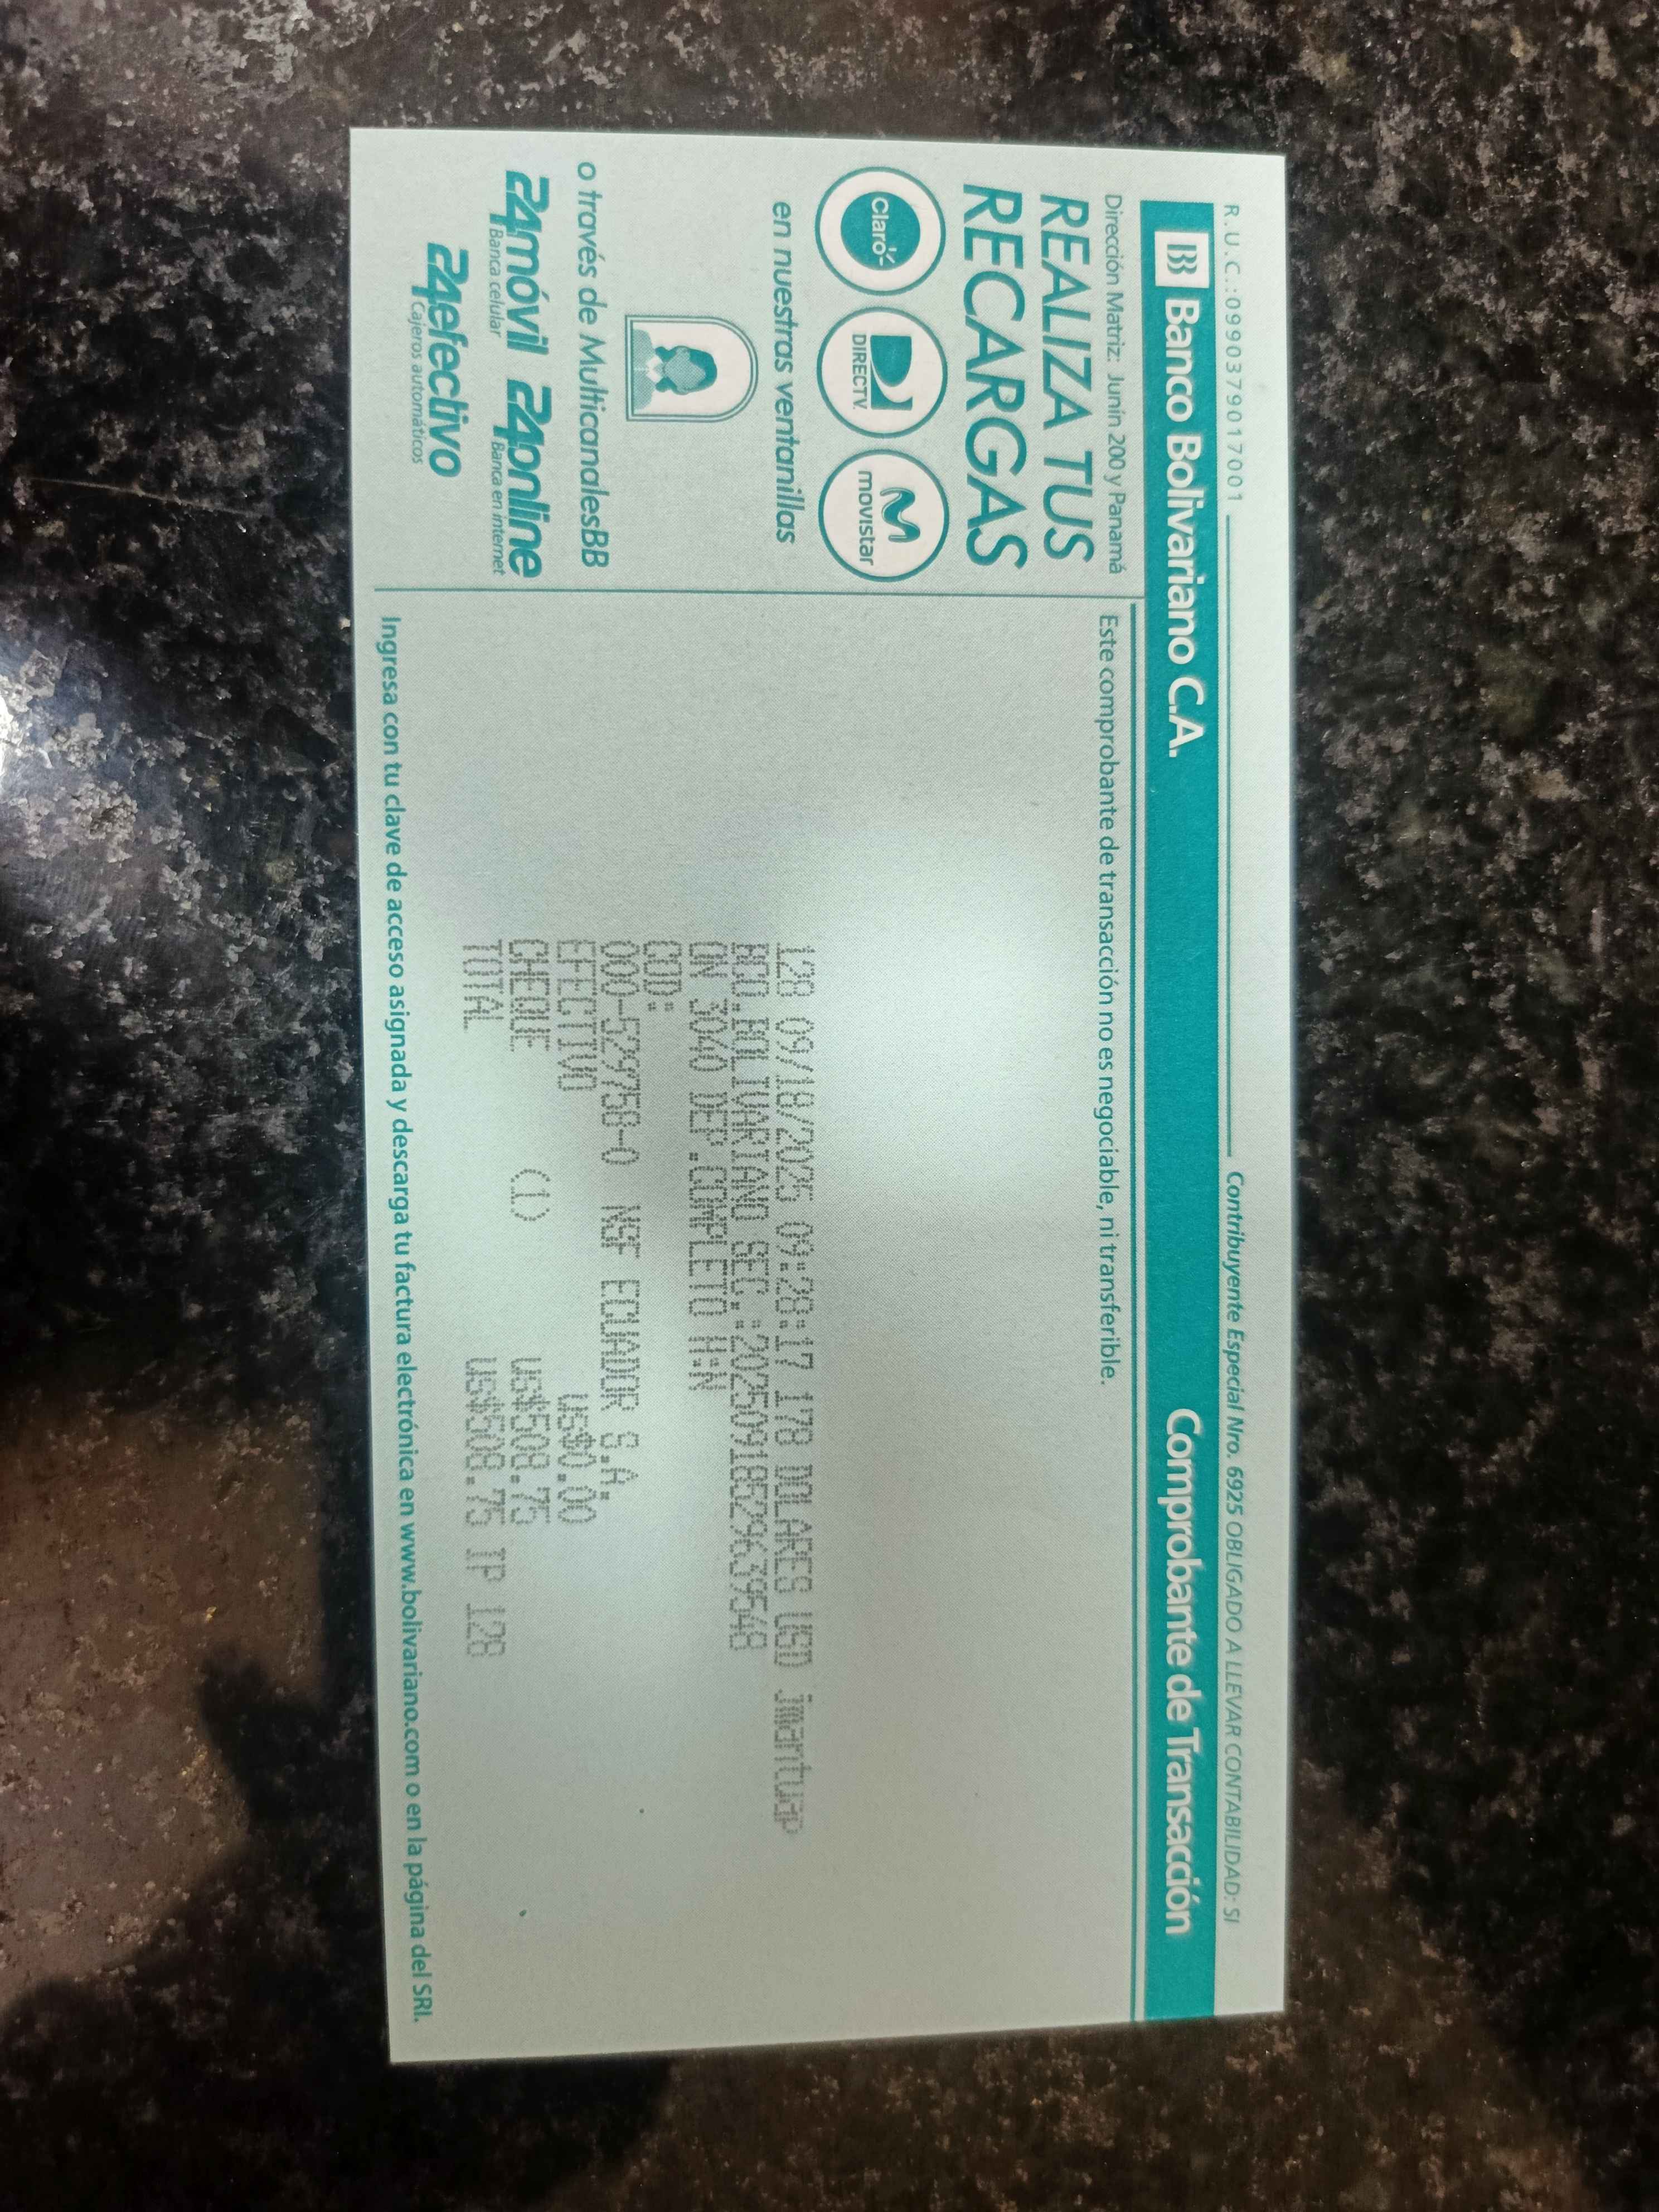 R.U.C.:0990379017001 Contribuyente Especial Nro. 6925 OBLIGADO A LLEVAR CONTABILIDAD: SI
B Banco Bolivariano C.A. Comprobante de Transacción
Dirección Matriz: Junín 200 y Panamá
Este comprobante de transacción no es negociable, ni transferible.
REALIZA TUS
RECARGAS
Claro
DIRECTV.
movistar
en nuestras ventanillas
o través de MulticanalesBB
24móvil 24online
Banca celular Banca en internet
24efectivo
Cajeros automáticos
128 09/18/2025 09:28:17 178 DOLARES USD jmantuap
BCO.BOLIVARIANO SEC.:20250918529639548
ON 3040 DEP.COMPLETO H:N
COD:
000-529758-0 NSF ECUADOR S.A.
EFECTIVO US$0.00
CHEQUE (1) US$508.75
TOTAL US$508.75 IP 128
Ingresa con tu clave de acceso asignada y descarga tu factura electrónica en www.bolivariano.com o en la página del SRI.